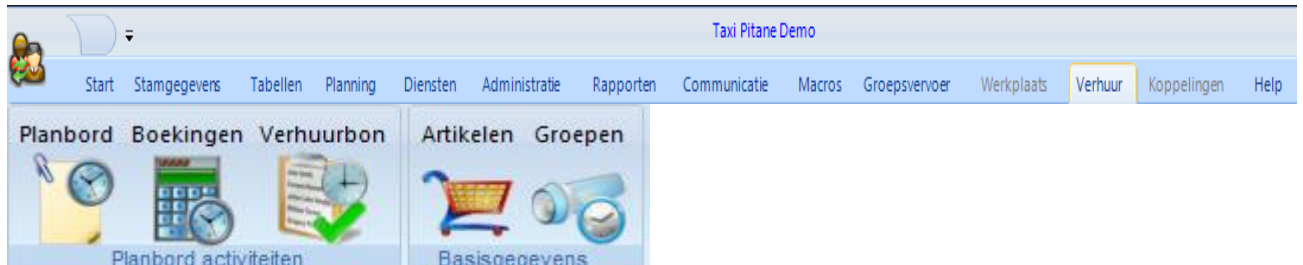 Taxi Pitane Demo
Start Stamgegevens Tabellen Planning Diensten Administratie Rapporten Communicatie Macros Groepsvervoer Werkplaats Verhuur Koppelingen Help
Planbord Boekingen Verhuurbon Artikelen Groepen
Planbord activiteiten Basisgegevens